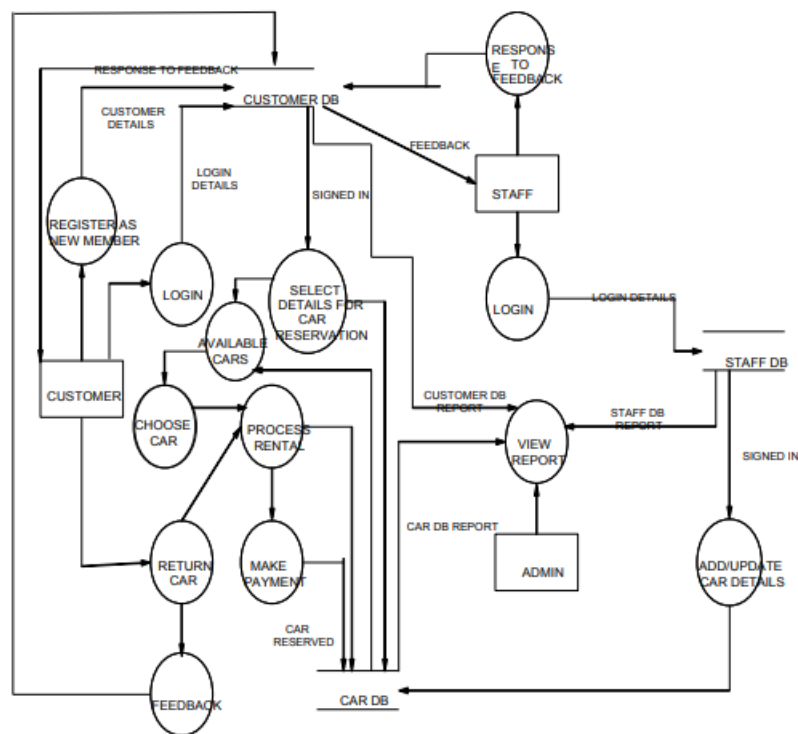 RESPONS
E TO
FEEDBACK
RESPONSE TO FEEDBACK
CUSTOMER DB
CUSTOMER
DETAILS
FEEDBACK
LOGIN
DETAILS
SIGNED IN
STAFF
REGISTER AS
NEW MEMBER
LOGIN
SELECT
DETAILS FOR
CAR
RESERVATION
LOGIN
LOGIN DETAILS
AVAILABLE
CARS
STAFF DB
CUSTOMER
CHOOSE
CAR
PROCESS
RENTAL
CUSTOMER DB
REPORT
STAFF DB
REPORT
VIEW
REPORT
SIGNED IN
CAR DB REPORT
RETURN
CAR
MAKE
PAYMENT
ADMIN
ADD/UPDATE
CAR DETAILS
CAR
RESERVED
FEEDBACK
CAR DB